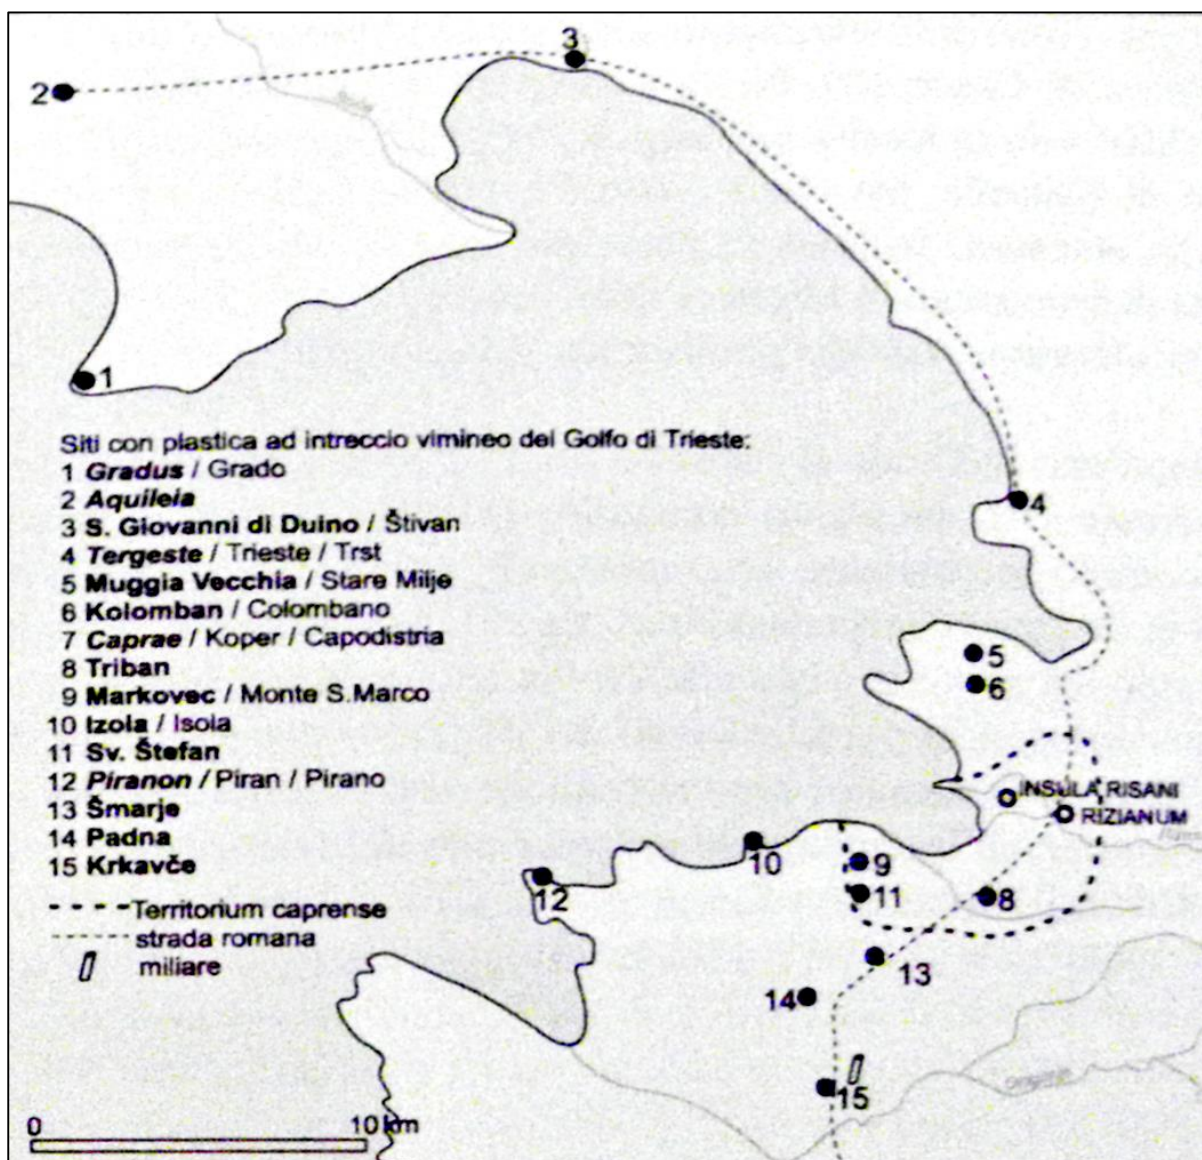 3
2
1
Siti con plastica ad intreccio vimineo del Golfo di Trieste:
1 Gradus / Grado
2 Aquileia
3 S. Giovanni di Duino / Štivan
4 Tergeste / Trieste / Trst
5 Muggia Vecchia / Stare Milje
6 Kolomban / Colombano
7 Caprae / Koper / Capodistria
8 Triban
9 Markovec / Monte S.Marco
10 Izola / Isola
11 Sv. Štefan
12 Piranon / Piran / Pirano
13 Šmarje
14 Padna
15 Krkavče
Territorium caprense
strada romana
miliare
4
5
6
INSULA RISANI
RIZIANUM
10
9
12
11
8
13
14
15
0 10 km